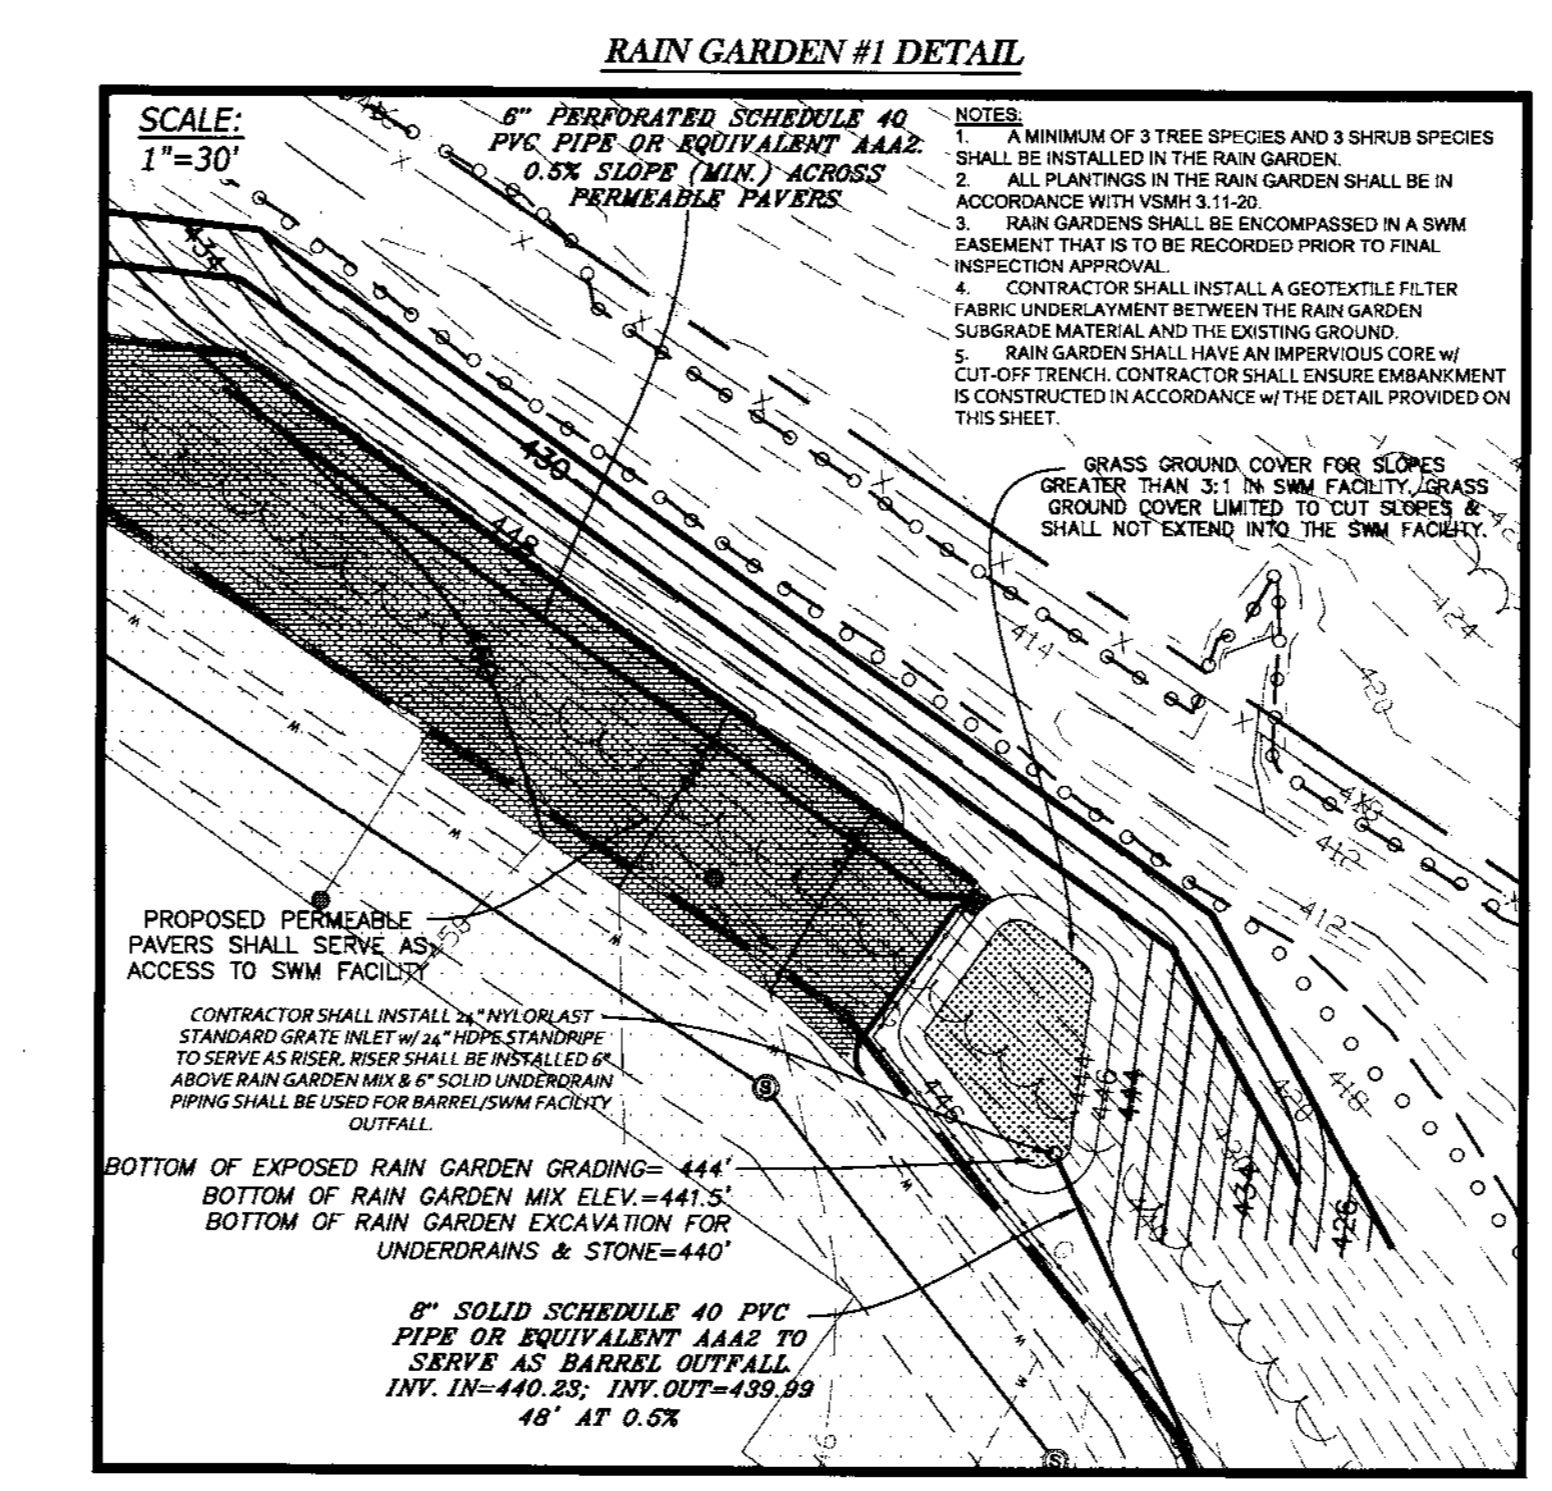 RAIN GARDEN #1 DETAIL
SCALE:
1"=30'
6" PERFORATED SCHEDULE 40
PVC PIPE OR EQUIVALENT AAA2.
0.5% SLOPE (MIN.) ACROSS
PERMEABLE PAVERS
NOTES:
1. A MINIMUM OF 3 TREE SPECIES AND 3 SHRUB SPECIES
SHALL BE INSTALLED IN THE RAIN GARDEN.
2. ALL PLANTINGS IN THE RAIN GARDEN SHALL BE IN
ACCORDANCE WITH VSMH 3.11-20.
3. RAIN GARDENS SHALL BE ENCOMPASSED IN A SWM
EASEMENT THAT IS TO BE RECORDED PRIOR TO FINAL
INSPECTION APPROVAL.
4. CONTRACTOR SHALL INSTALL A GEOTEXTILE FILTER
FABRIC UNDERLAYMENT BETWEEN THE RAIN GARDEN
SUBGRADE MATERIAL AND THE EXISTING GROUND.
5. RAIN GARDEN SHALL HAVE AN IMPERVIOUS CORE w/
CUT-OFF TRENCH. CONTRACTOR SHALL ENSURE EMBANKMENT
IS CONSTRUCTED IN ACCORDANCE w/ THE DETAIL PROVIDED ON
THIS SHEET.
GRASS GROUND COVER FOR SLOPES
GREATER THAN 3:1 IN SWM FACILITY. GRASS
GROUND COVER LIMITED TO CUT SLOPES &
SHALL NOT EXTEND INTO THE SWM FACILITY.
434
430
448
414
424
420
418
412
412
PROPOSED PERMEABLE
PAVERS SHALL SERVE AS
ACCESS TO SWM FACILITY
CONTRACTOR SHALL INSTALL 24" NYLOPLAST
STANDARD GRATE INLET w/ 24" HDPE STANDPIPE
TO SERVE AS RISER. RISER SHALL BE INSTALLED 6"
ABOVE RAIN GARDEN MIX & 6" SOLID UNDERDRAIN
PIPING SHALL BE USED FOR BARREL/SWM FACILITY
OUTFALL.
S
446
444
446
444
418
434
426
BOTTOM OF EXPOSED RAIN GARDEN GRADING= 444'
BOTTOM OF RAIN GARDEN MIX ELEV.=441.5'
BOTTOM OF RAIN GARDEN EXCAVATION FOR
UNDERDRAINS & STONE=440'
8" SOLID SCHEDULE 40 PVC
PIPE OR EQUIVALENT AAA2 TO
SERVE AS BARREL OUTFALL
INV. IN=440.23; INV.OUT=439.99
48' AT 0.5%
S